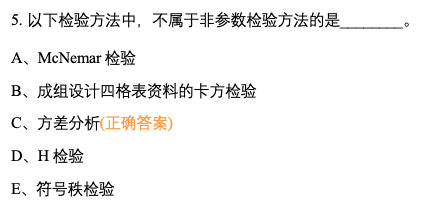 5. 以下检验方法中，不属于非参数检验方法的是________。
A、McNemar 检验
B、成组设计四格表资料的卡方检验
C、方差分析(正确答案)
D、H 检验
E、符号秩检验